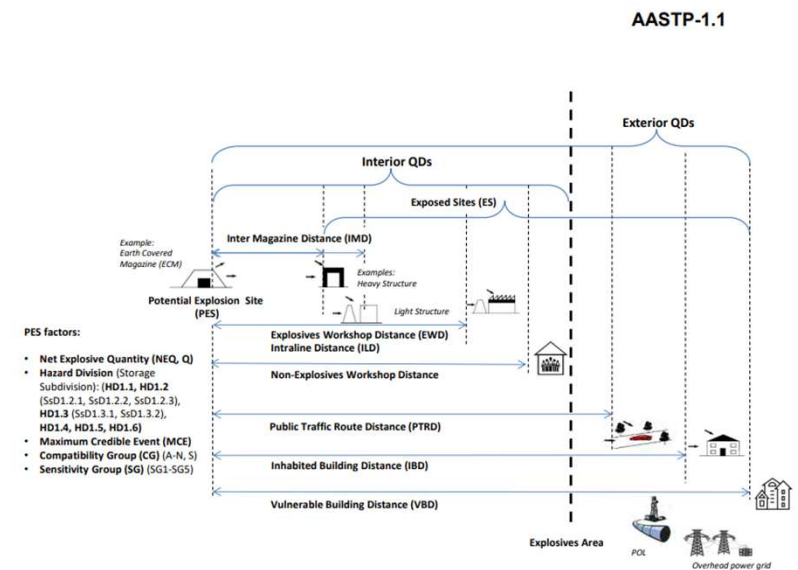 AASTP-1.1
Exterior QDs
Interior QDs
Exposed Sites (ES)
Example:
Earth Covered
Magazine (ECM)
Inter Magazine Distance (IMD)
Examples:
Heavy Structure
Potential Explosion Site
(PES)
Light Structure
PES factors:
Explosives Workshop Distance (EWD)
Intraline Distance (ILD)
• Net Explosive Quantity (NEQ, Q)
• Hazard Division (Storage
Subdivision): (HD1.1, HD1.2
(SsD1.2.1, SsD1.2.2, SsD1.2.3),
HD1.3 (SsD1.3.1, SsD1.3.2),
HD1.4, HD1.5, HD1.6)
• Maximum Credible Event (MCE)
• Compatibility Group (CG) (A-N, S)
• Sensitivity Group (SG) (SG1-SG5)
Non-Explosives Workshop Distance
Public Traffic Route Distance (PTRD)
Inhabited Building Distance (IBD)
Vulnerable Building Distance (VBD)
Explosives Area
POL
Overhead power grid